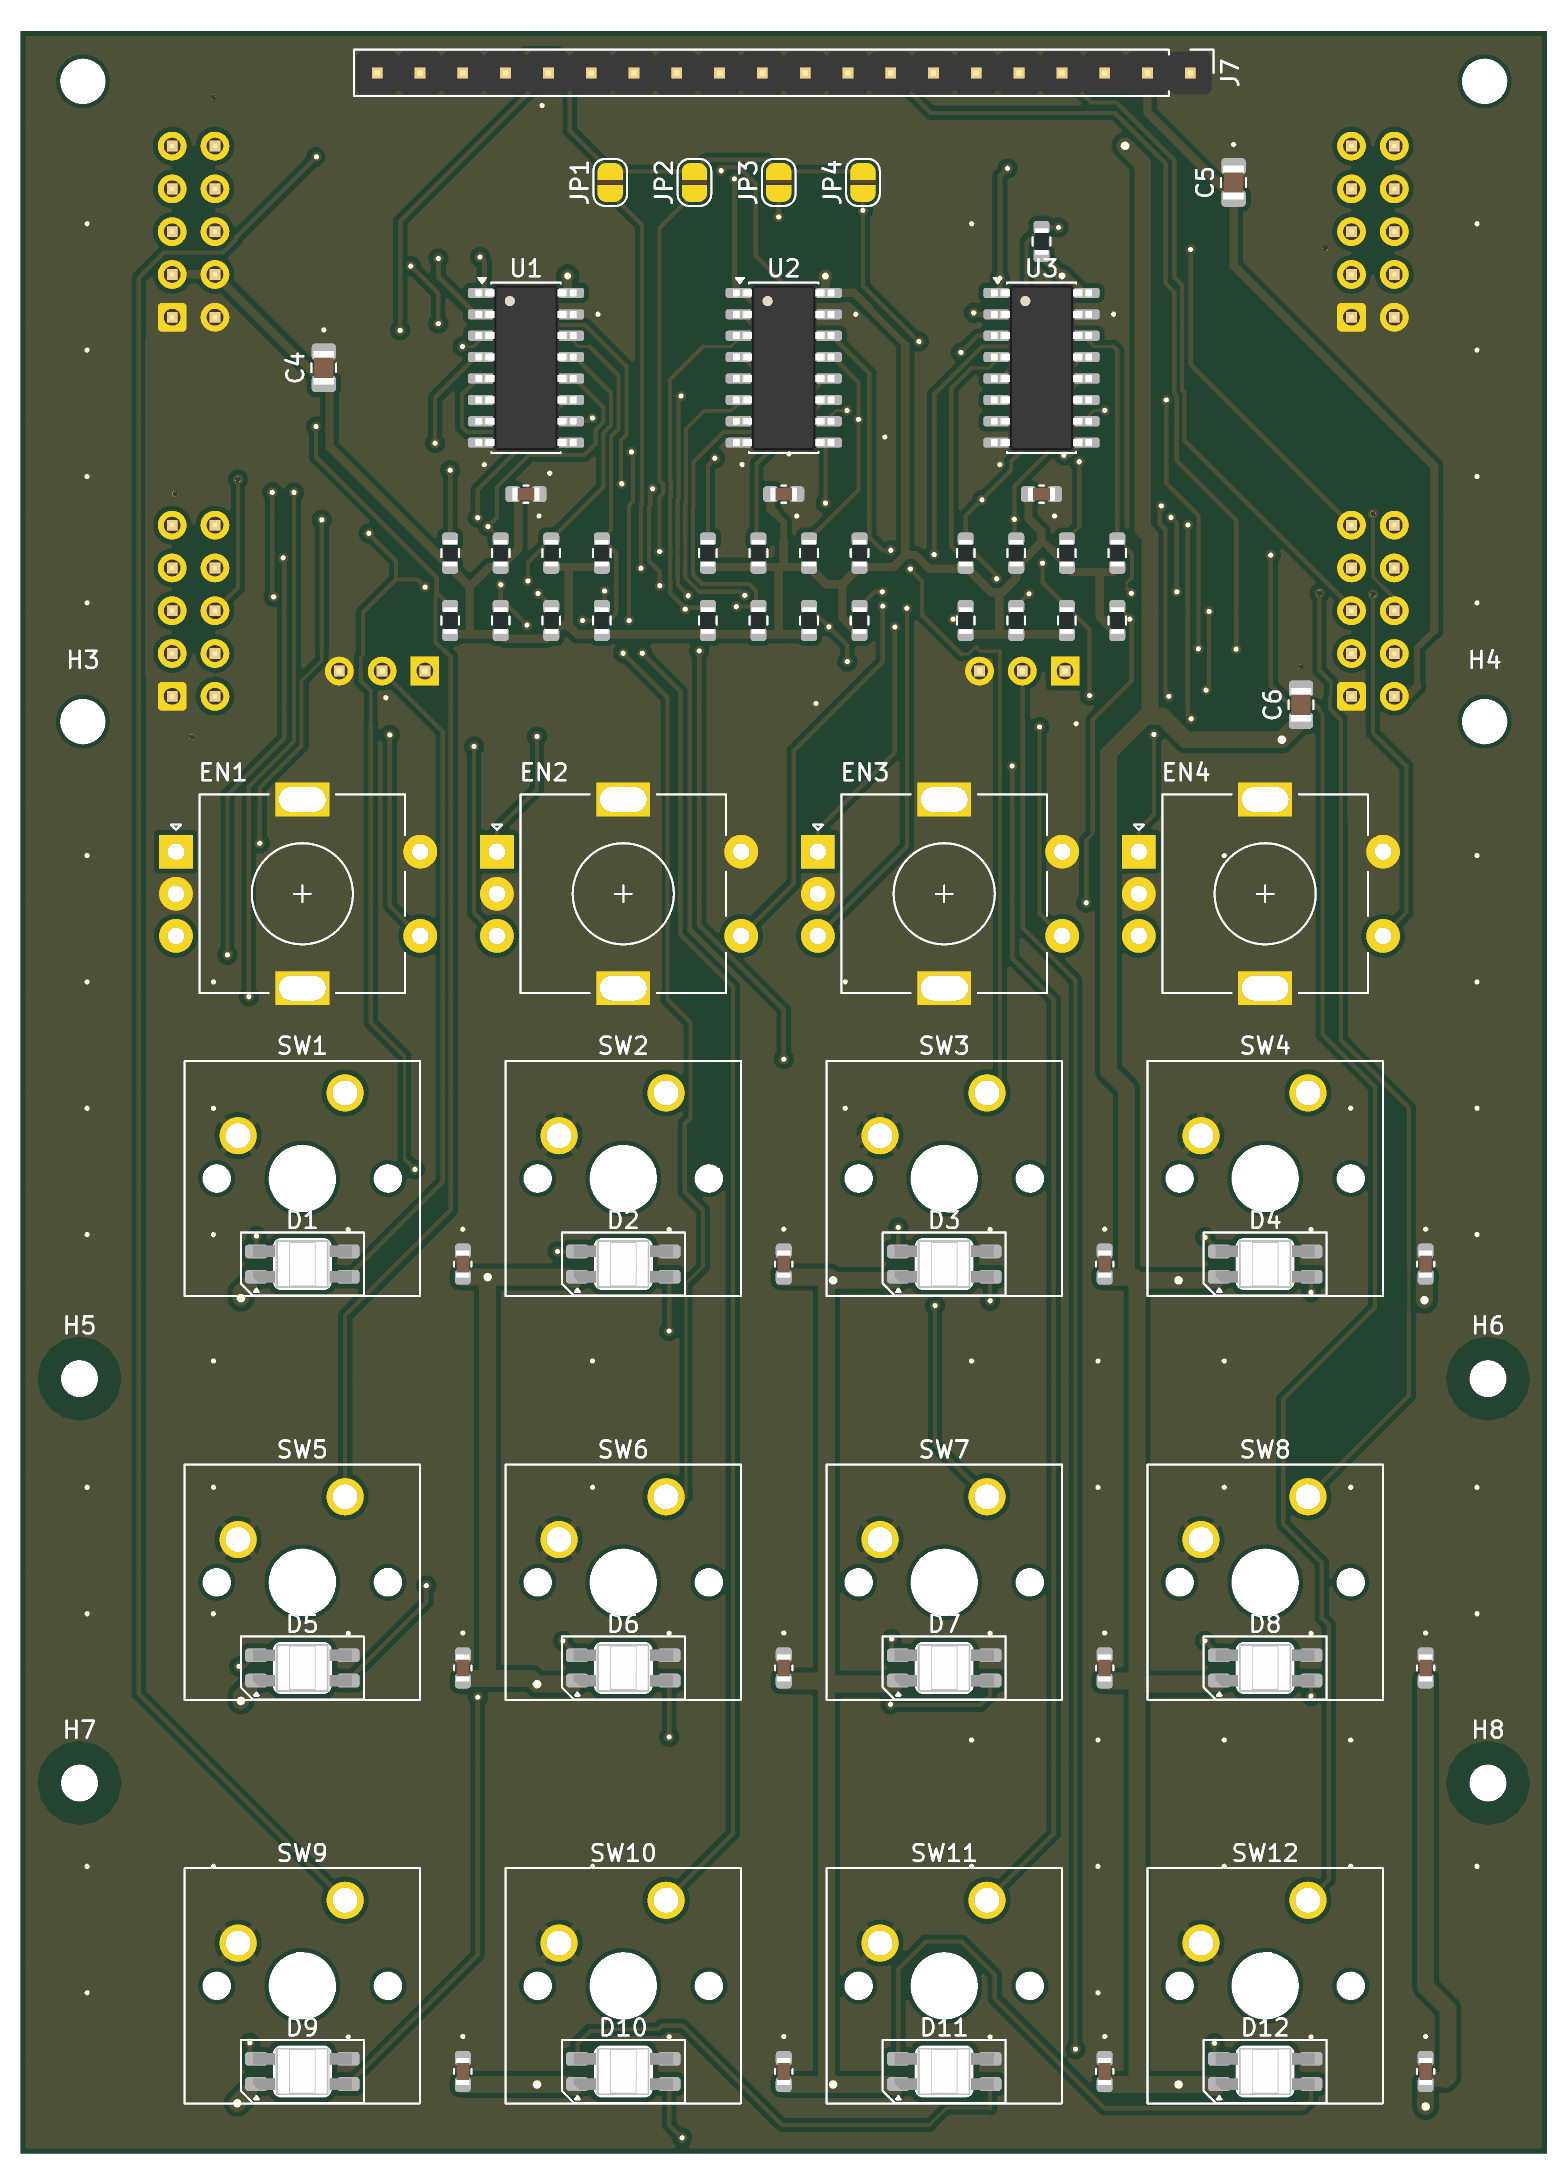 J7
JP1 JP2 JP3 JP4 C5
U1 U2 U3
C4
H3 H4
C6
EN1 EN2 EN3 EN4
SW1 SW2 SW3 SW4
D1 D2 D3 D4
H5 H6
SW5 SW6 SW7 SW8
D5 D6 D7 D8
H7 H8
SW9 SW10 SW11 SW12
D9 D10 D11 D12